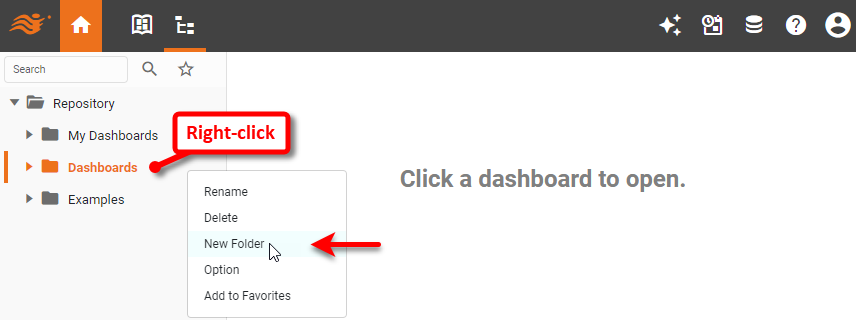 Search
Repository
My Dashboards
Right-click
Dashboards
Examples
Rename
Delete
New Folder
Option
Add to Favorites
Click a dashboard to open.